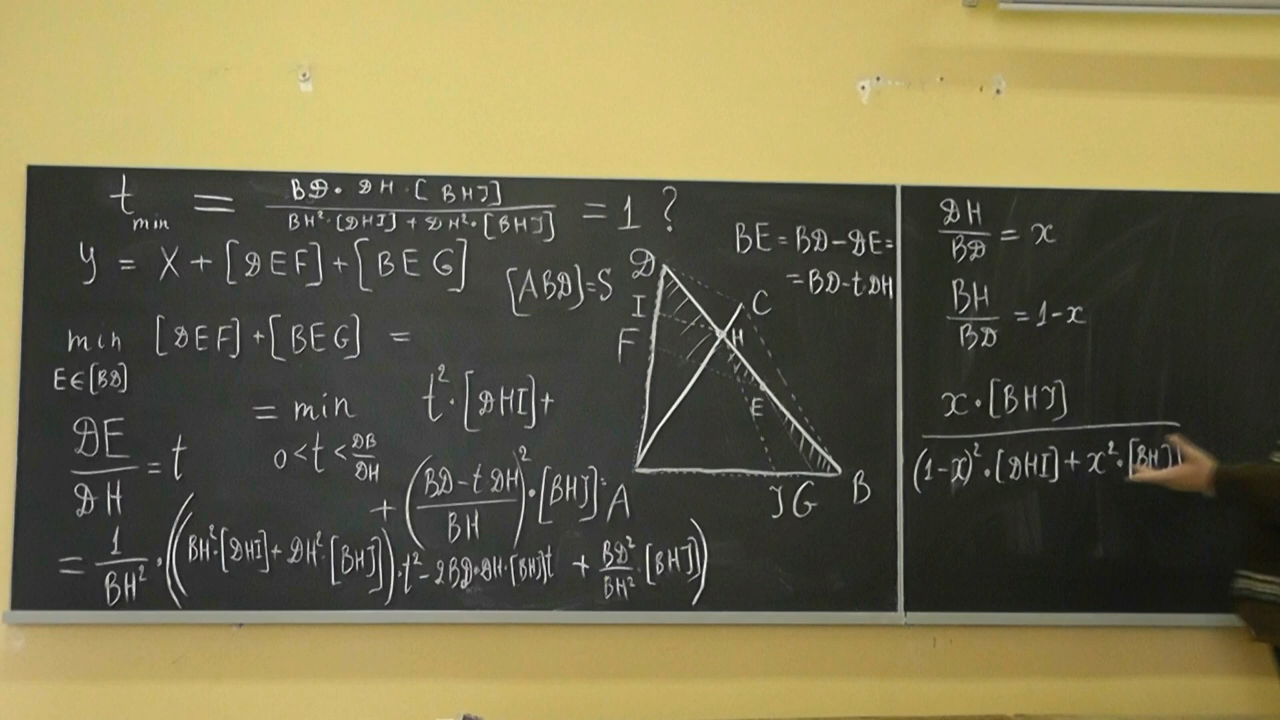 t_min = BD · DH · [BHJ] / BH² · [DHI] + DH² · [BHJ] = 1 ?
y = X + [DEF] + [BEG]
[ABD] = S
BE = BD - DE =
= BD - t · DH
min [DEF] + [BEG] =
E ∈ [BD]
= min t² · [DHI] +
0 < t < DB/DH
DE/DH = t
+ (BD - t DH / BH)² · [BHJ] =
= 1/BH² · ((BH² · [DHI] + DH² · [BHJ]) · t² - 2BD · DH · [BHJ] t + BD²/BH² · [BHJ])
D
I
F
C
H
E
A
J G B
DH/BD = x
BH/BD = 1 - x
x · [BHJ]
(1 - x)² · [DHI] + x² · [BHJ]